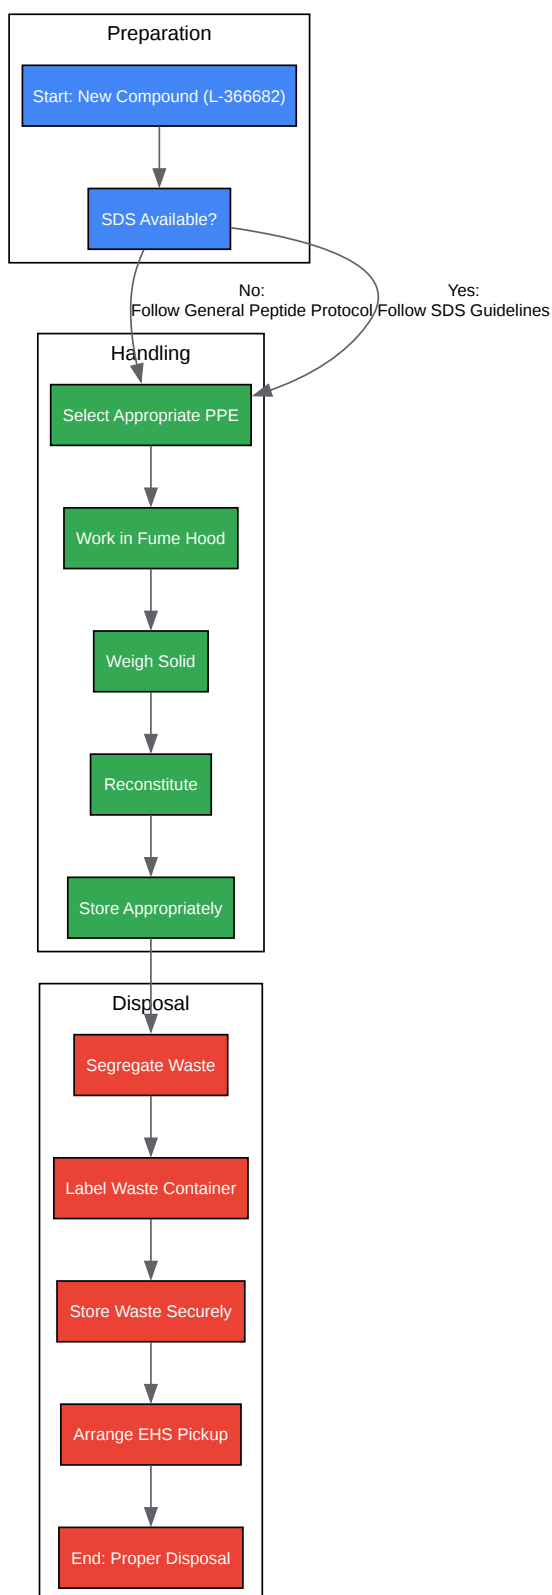 Preparation
Start: New Compound (L-366682)
SDS Available?
No:
Follow General Peptide Protocol
Yes:
Follow SDS Guidelines
Handling
Select Appropriate PPE
Work in Fume Hood
Weigh Solid
Reconstitute
Store Appropriately
Disposal
Segregate Waste
Label Waste Container
Store Waste Securely
Arrange EHS Pickup
End: Proper Disposal